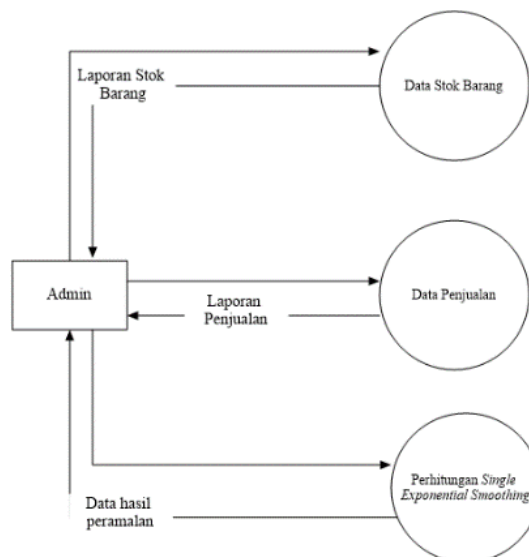 Laporan Stok
Barang
Data Stok Barang
Admin
Laporan
Penjualan
Data Penjualan
Data hasil
peramalan
Perhitungan Single
Exponential Smoothing